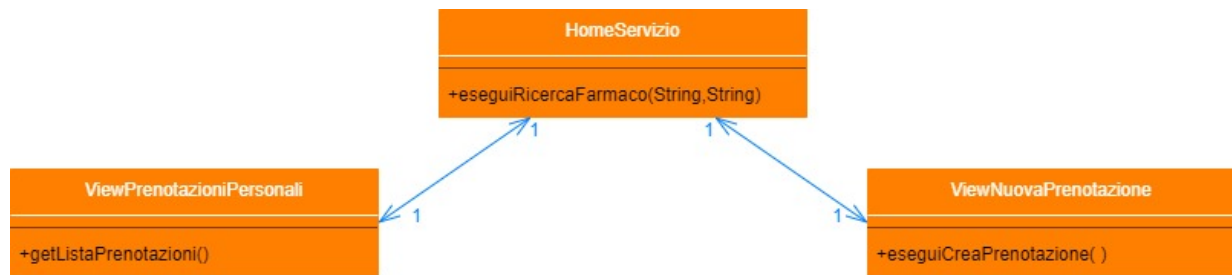 HomeServizio
+eseguiRicercaFarmaco(String,String)
1
1
ViewPrenotazioniPersonali
1
+getListaPrenotazioni()
ViewNuovaPrenotazione
1
+eseguiCreaPrenotazione( )